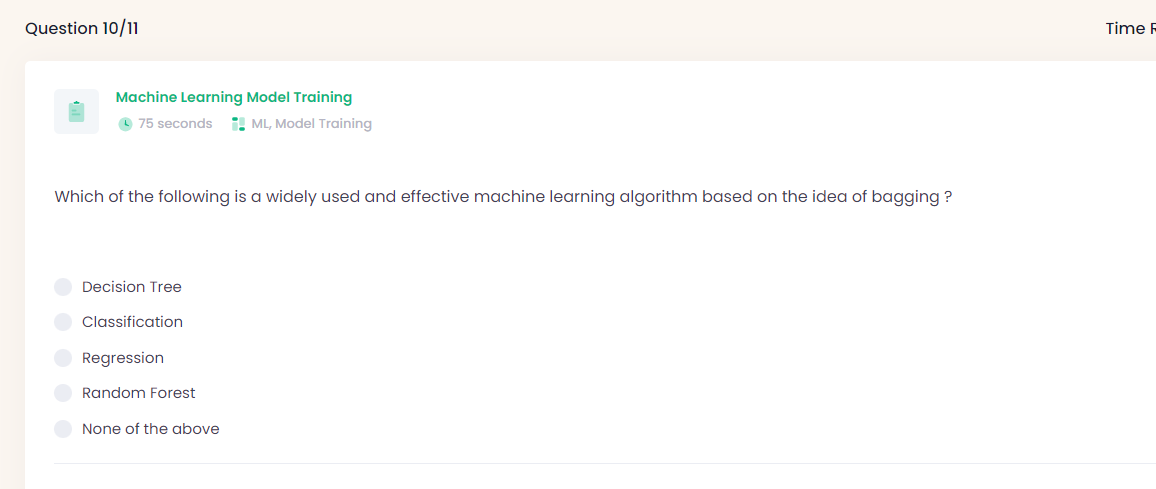 Question 10/11
Time
Machine Learning Model Training
75 seconds ML, Model Training
Which of the following is a widely used and effective machine learning algorithm based on the idea of bagging ?
Decision Tree
Classification
Regression
Random Forest
None of the above